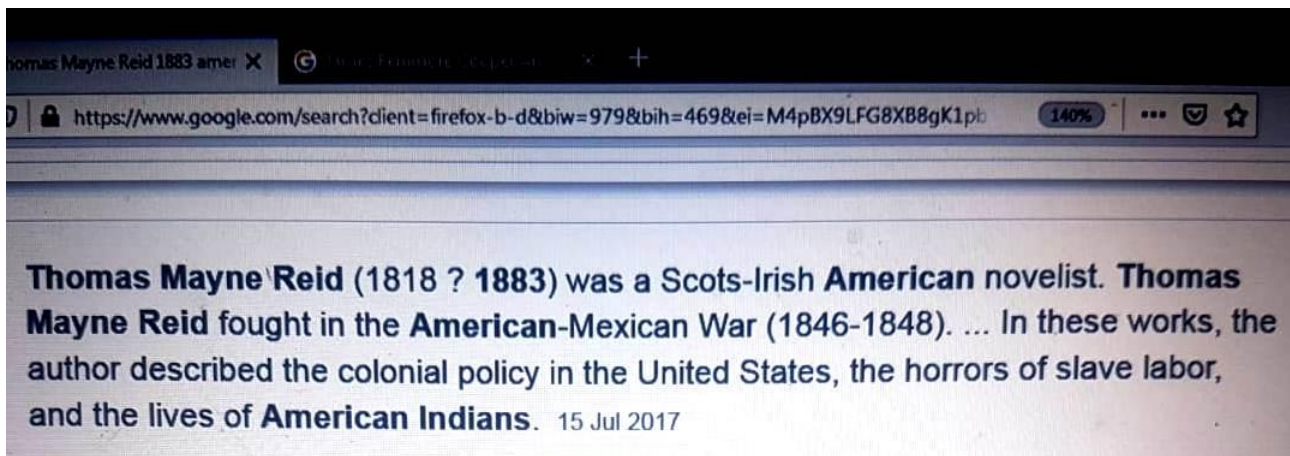 homas Mayne Reid 1883 amer
https://www.google.com/search?client=firefox-b-d&biw=979&bih=469&ei=M4pBX9LFG8XB8gK1pb
140%
Thomas Mayne Reid (1818 ? 1883) was a Scots-Irish American novelist. Thomas
Mayne Reid fought in the American-Mexican War (1846-1848). ... In these works, the
author described the colonial policy in the United States, the horrors of slave labor,
and the lives of American Indians. 15 Jul 2017